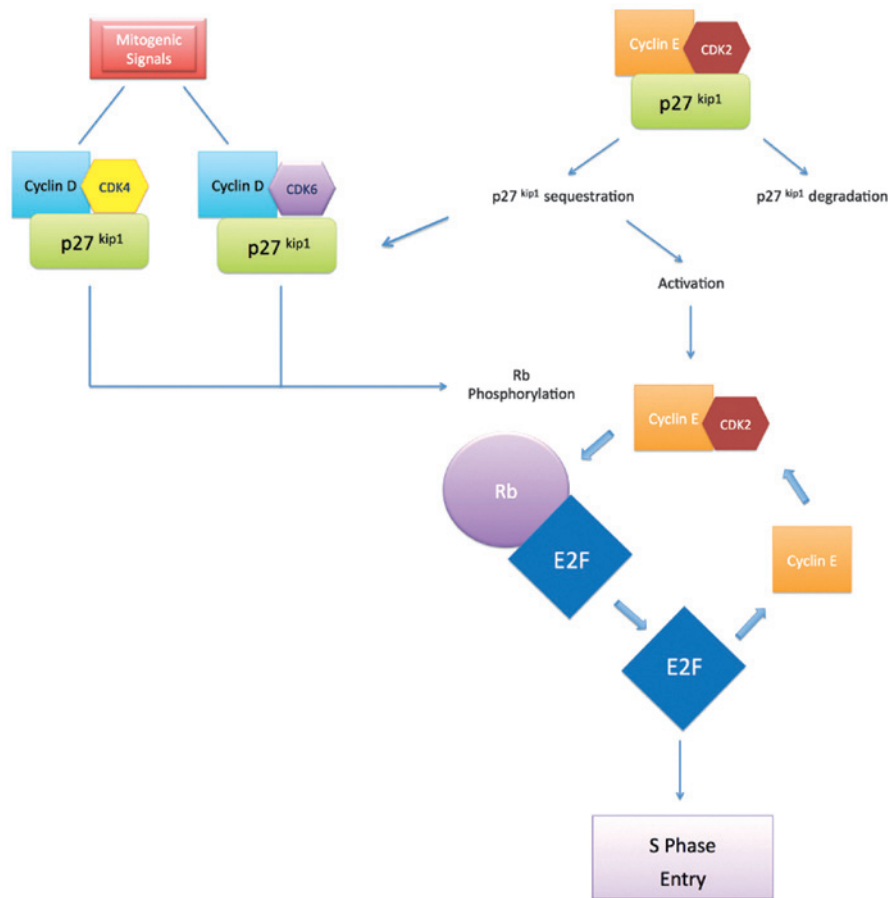 Mitogenic
Signals
Cyclin E
CDK2
p27 kip1
Cyclin D
CDK4
p27 kip1
Cyclin D
CDK6
p27 kip1
p27 kip1 sequestration
p27 kip1 degradation
Activation
Rb
Phosphorylation
Cyclin E
CDK2
Rb
E2F
Cyclin E
E2F
S Phase
Entry